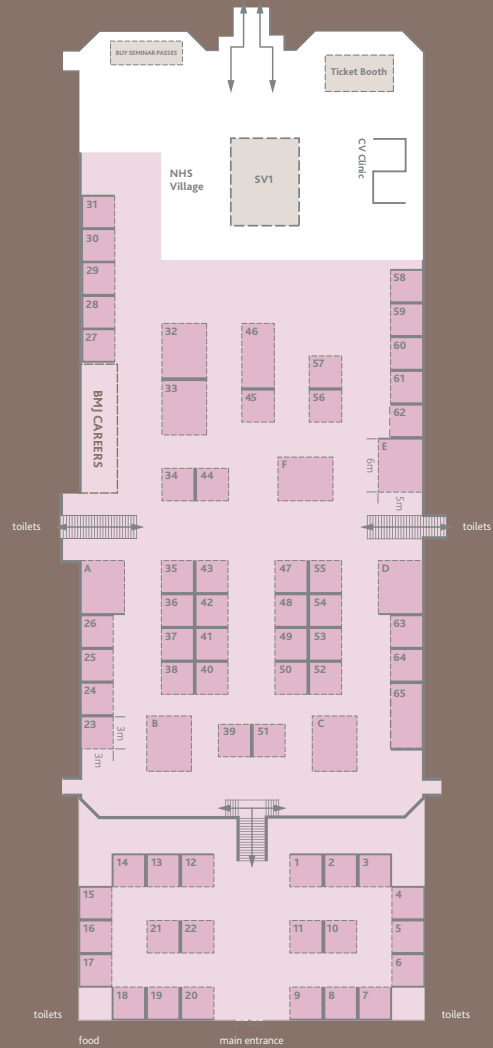 BUY SEMINAR PASSES
Ticket Booth
CV Clinic
NHS
Village
SV1
31
30
29
28
27
58
59
60
61
62
32
33
46
45
57
56
BMJ CAREERS
E
6m
5m
F
34 44
toilets
toilets
A
D
35 43
36 42
37 41
38 40
47 55
48 54
49 53
50 52
26
25
24
23
3m
3m
63
64
65
B
39 51
C
14 13 12
1 2 3
15
16
17
4
5
6
21 22
11 10
18 19 20
9 8 7
toilets
toilets
food
main entrance